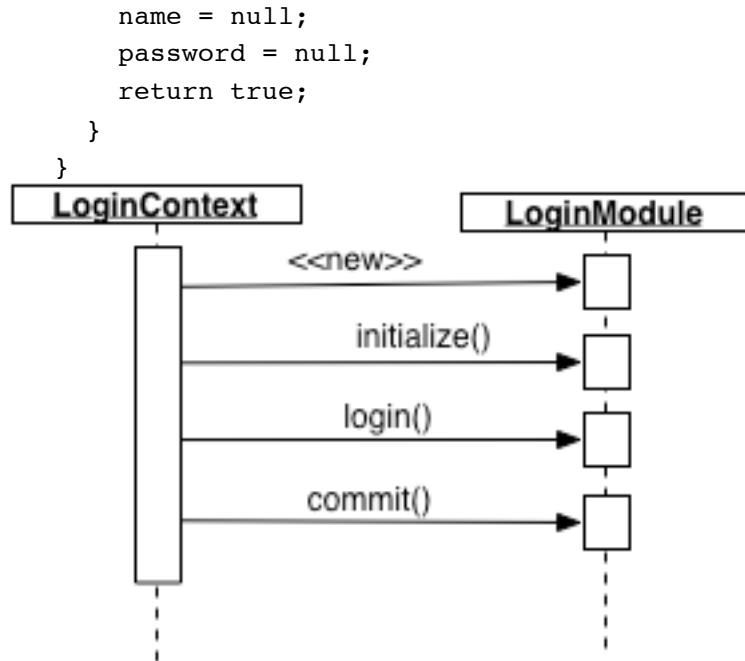 name = null;
password = null;
return true;
}
}
LoginContext
LoginModule
<<new>>
initialize()
login()
commit()